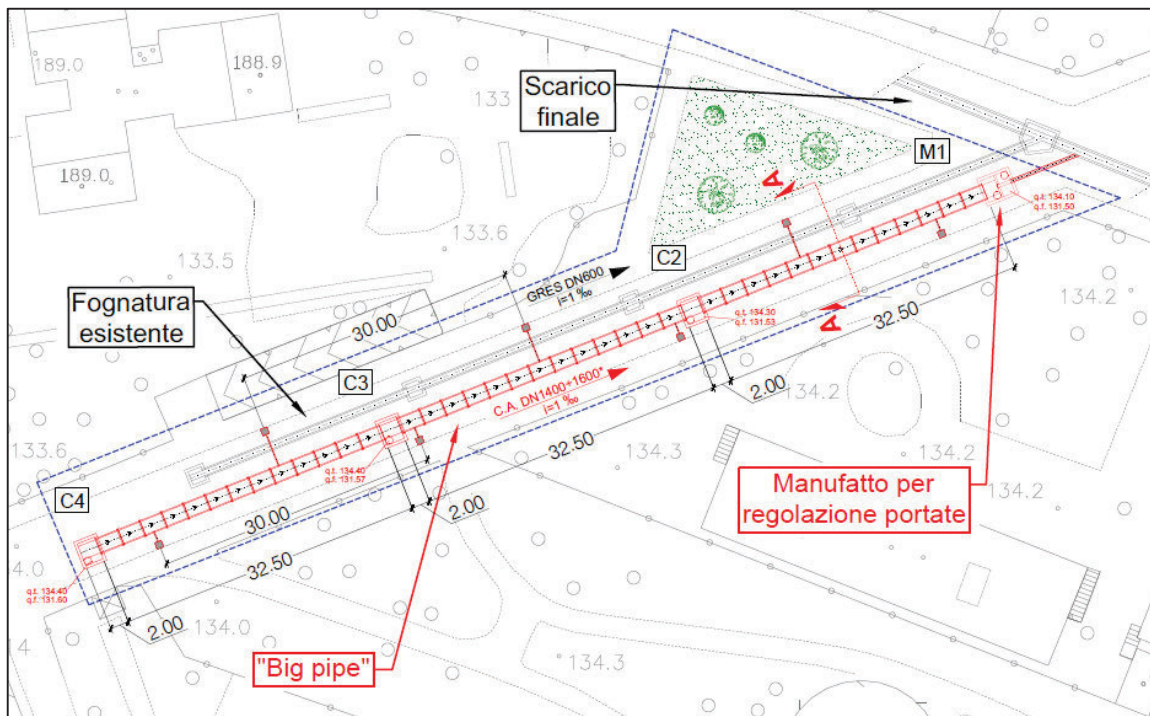 189.0
188.9
189.0
133
Scarico
finale
M1
A
q.t. 134.10
q.f. 131.50
133.6
133.5
C2
GRES DN600
i=1 ‰
Fognatura
esistente
30.00
134.2
q.t. 134.30
q.f. 131.53
A
32.50
C3
2.00
134.2
C.A. DN1400÷1600*
i=1 ‰
133.6
32.50
134.3
134.2
q.t. 134.40
q.f. 131.57
C4
Manufatto per
regolazione portate
134.2
2.00
30.00
32.50
4.0
q.t. 134.40
q.f. 131.60
2.00
134.0
14
"Big pipe"
134.3